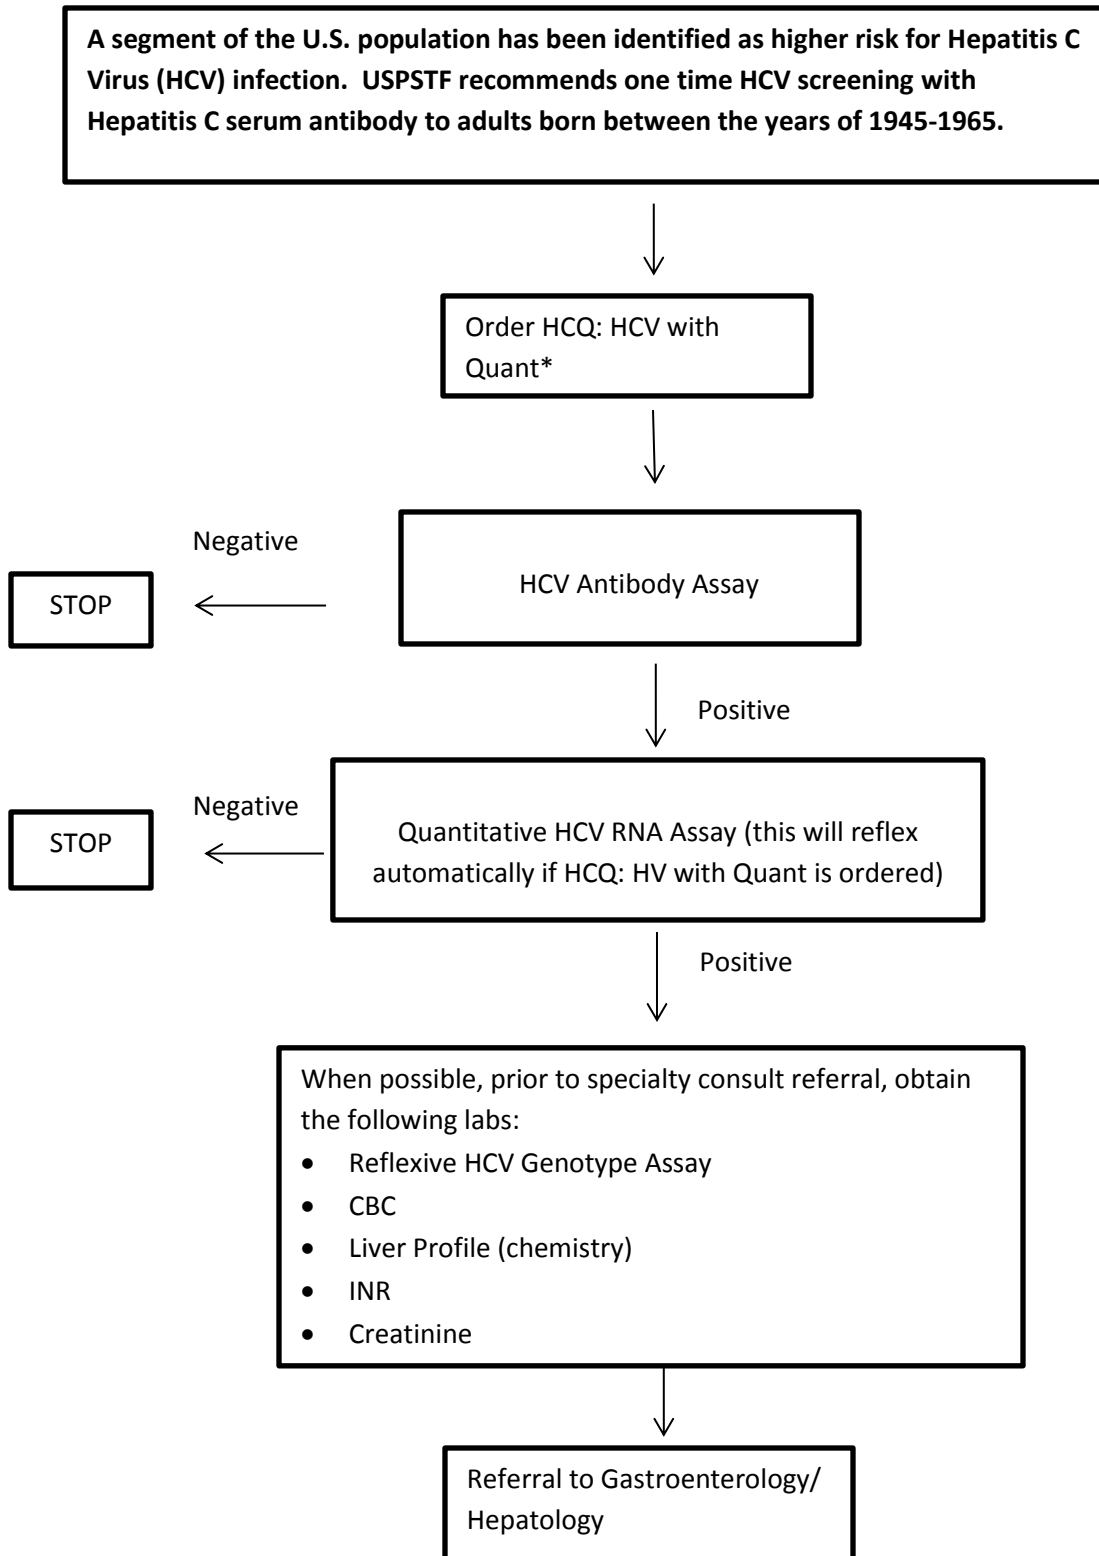 A segment of the U.S. population has been identified as higher risk for Hepatitis C
Virus (HCV) infection.  USPSTF recommends one time HCV screening with
Hepatitis C serum antibody to adults born between the years of 1945-1965.
Order HCQ: HCV with
Quant*
Negative
HCV Antibody Assay
STOP
Positive
Negative
Quantitative HCV RNA Assay (this will reflex
automatically if HCQ: HV with Quant is ordered)
STOP
Positive
When possible, prior to specialty consult referral, obtain
the following labs:
• Reflexive HCV Genotype Assay
• CBC
• Liver Profile (chemistry)
• INR
• Creatinine
Referral to Gastroenterology/
Hepatology